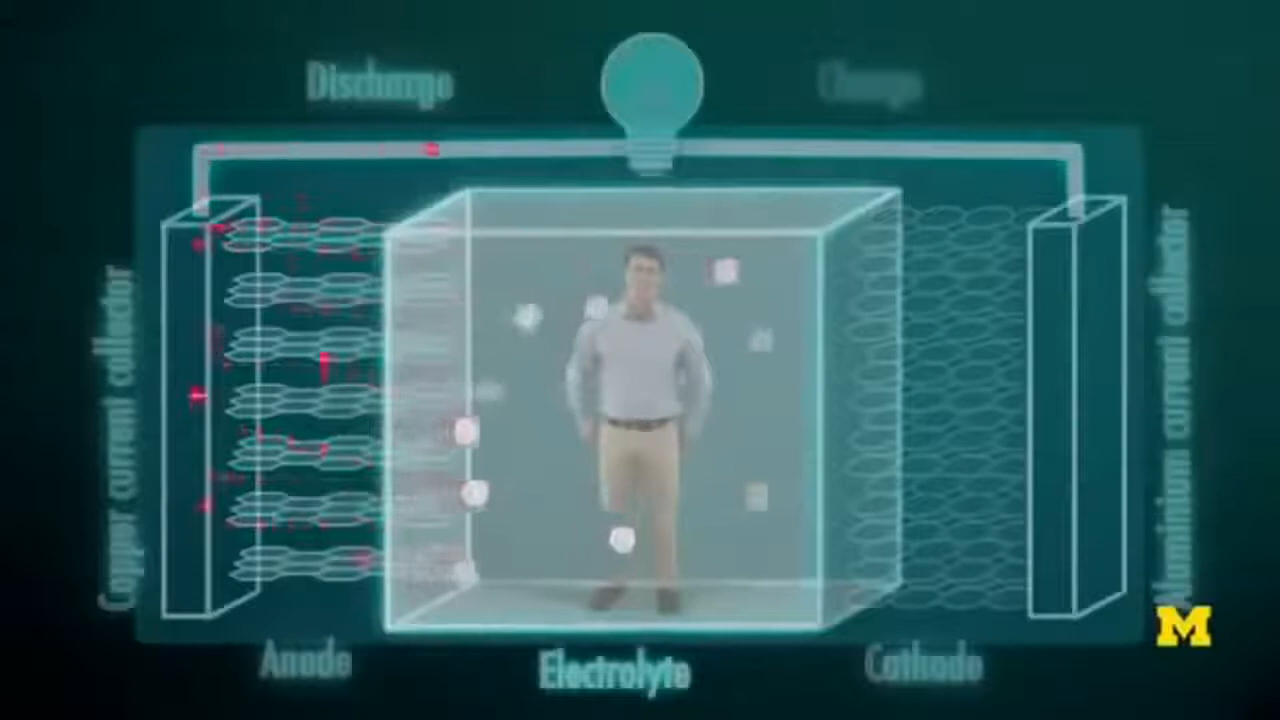 Discharge
Charge
Copper current collector
Aluminium current collector
Anode
Electrolyte
Cathode
M